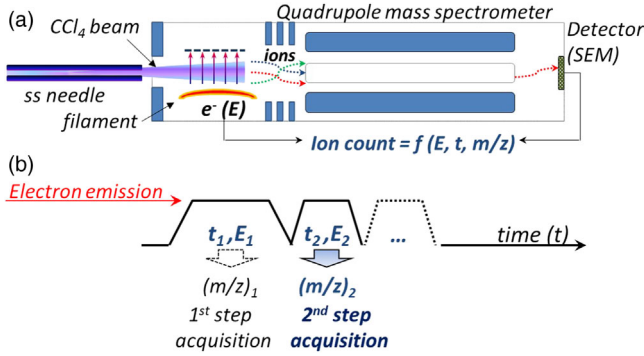 (a)
CCl₄ beam
Quadrupole mass spectrometer
Detector
(SEM)
ions
ss needle
filament
e⁻ (E)
Ion count = f (E, t, m/z)
(b)
Electron emission
t₁,E₁
t₂,E₂
...
time (t)
(m/z)₁
(m/z)₂
1ˢᵗ step
acquisition
2ⁿᵈ step
acquisition